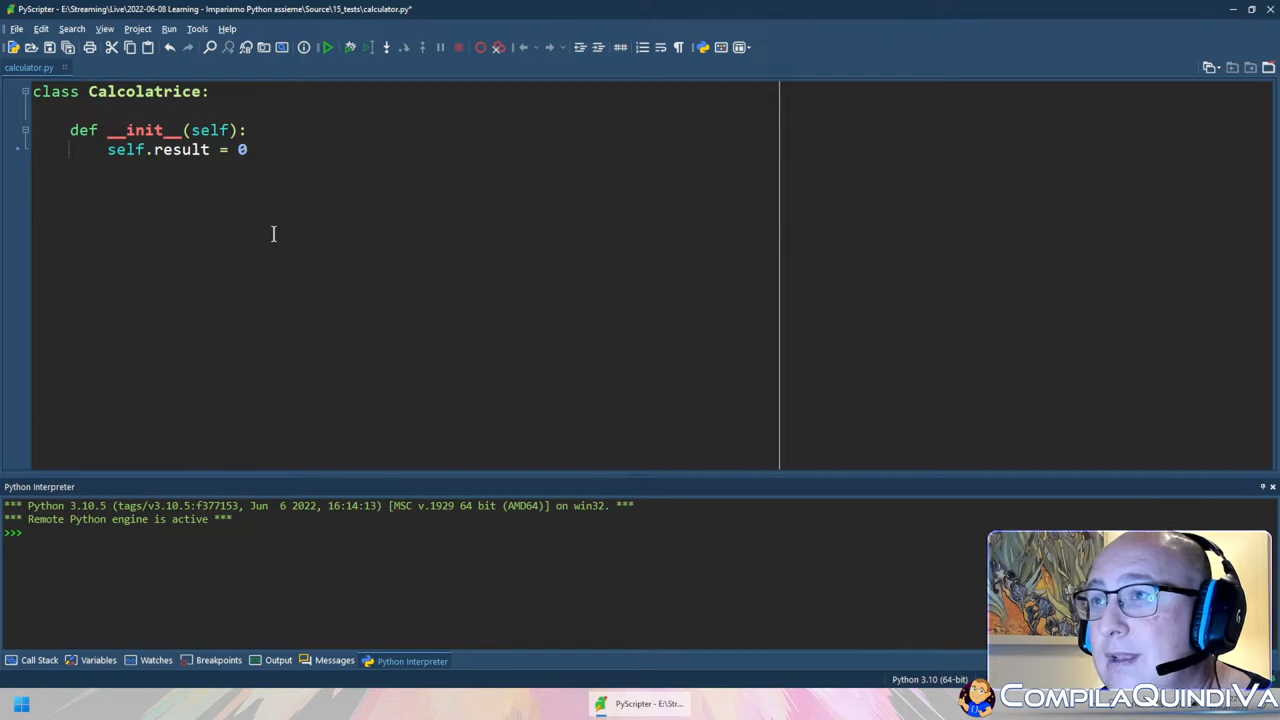 PyScripter - E:\Streaming\Live\2022-06-08 Learning - Impariamo Python assieme\Source\15_tests\calculator.py*
File Edit Search View Project Run Tools Help
calculator.py
class Calcolatrice:
def __init__(self):
self.result = 0
Python Interpreter
*** Python 3.10.5 (tags/v3.10.5:f377153, Jun  6 2022, 16:14:13) [MSC v.1929 64 bit (AMD64)] on win32. ***
*** Remote Python engine is active ***
>>>
Call Stack Variables Watches Breakpoints Output Messages Python Interpreter
Python 3.10 (64-bit)
PyScripter - E:\Str...
COMPILAQUINDIVA